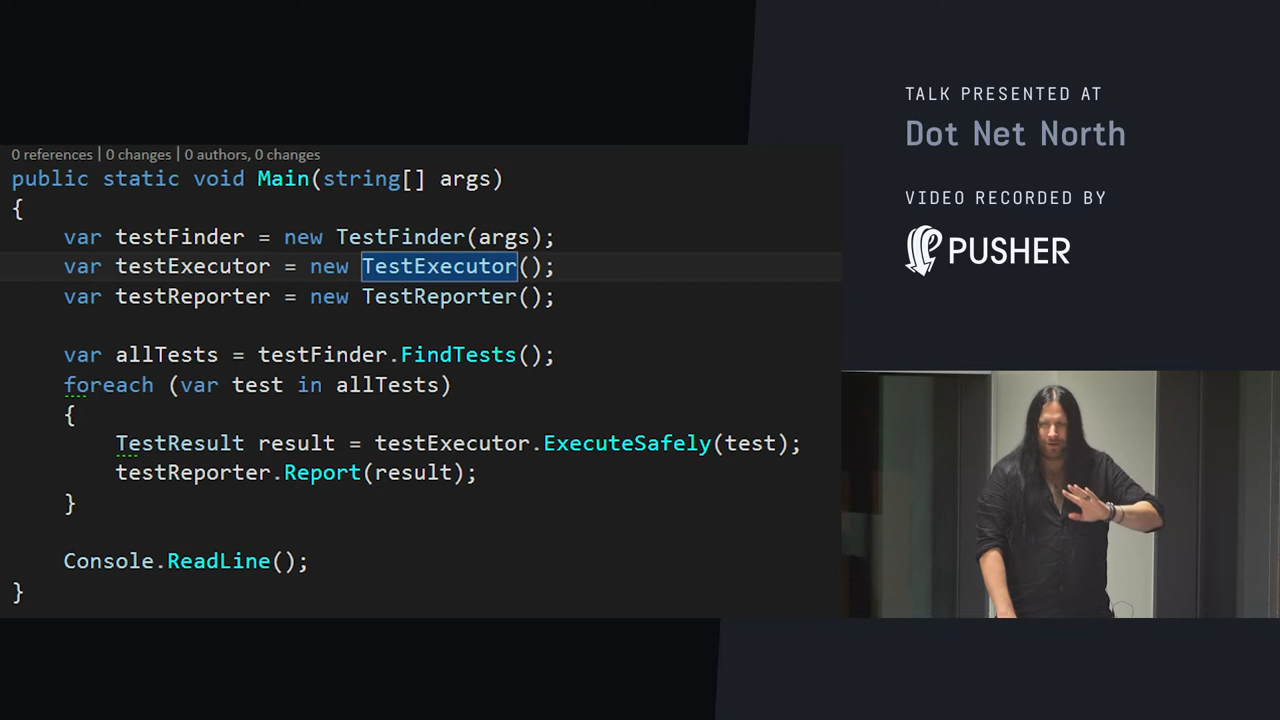 TALK PRESENTED AT
Dot Net North
VIDEO RECORDED BY
PUSHER
0 references | 0 changes | 0 authors, 0 changes
public static void Main(string[] args)
{
    var testFinder = new TestFinder(args);
    var testExecutor = new TestExecutor();
    var testReporter = new TestReporter();
    var allTests = testFinder.FindTests();
    foreach (var test in allTests)
    {
        TestResult result = testExecutor.ExecuteSafely(test);
        testReporter.Report(result);
    }
    Console.ReadLine();
}